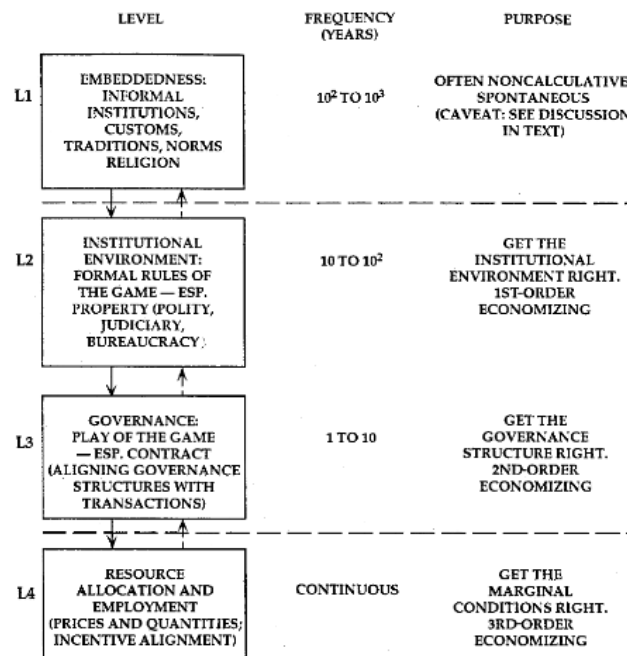 LEVEL
FREQUENCY
(YEARS)
PURPOSE
L1
EMBEDDEDNESS:
INFORMAL
INSTITUTIONS,
CUSTOMS,
TRADITIONS, NORMS
RELIGION
10² TO 10³
OFTEN NONCALCULATIVE
SPONTANEOUS
(CAVEAT: SEE DISCUSSION
IN TEXT)
L2
INSTITUTIONAL
ENVIRONMENT:
FORMAL RULES OF
THE GAME — ESP.
PROPERTY (POLITY,
JUDICIARY,
BUREAUCRACY)
10 TO 10²
GET THE
INSTITUTIONAL
ENVIRONMENT RIGHT.
1ST-ORDER
ECONOMIZING
L3
GOVERNANCE:
PLAY OF THE GAME
— ESP. CONTRACT
(ALIGNING GOVERNANCE
STRUCTURES WITH
TRANSACTIONS)
1 TO 10
GET THE
GOVERNANCE
STRUCTURE RIGHT.
2ND-ORDER
ECONOMIZING
L4
RESOURCE
ALLOCATION AND
EMPLOYMENT
(PRICES AND QUANTITIES;
INCENTIVE ALIGNMENT)
CONTINUOUS
GET THE
MARGINAL
CONDITIONS RIGHT.
3RD-ORDER
ECONOMIZING